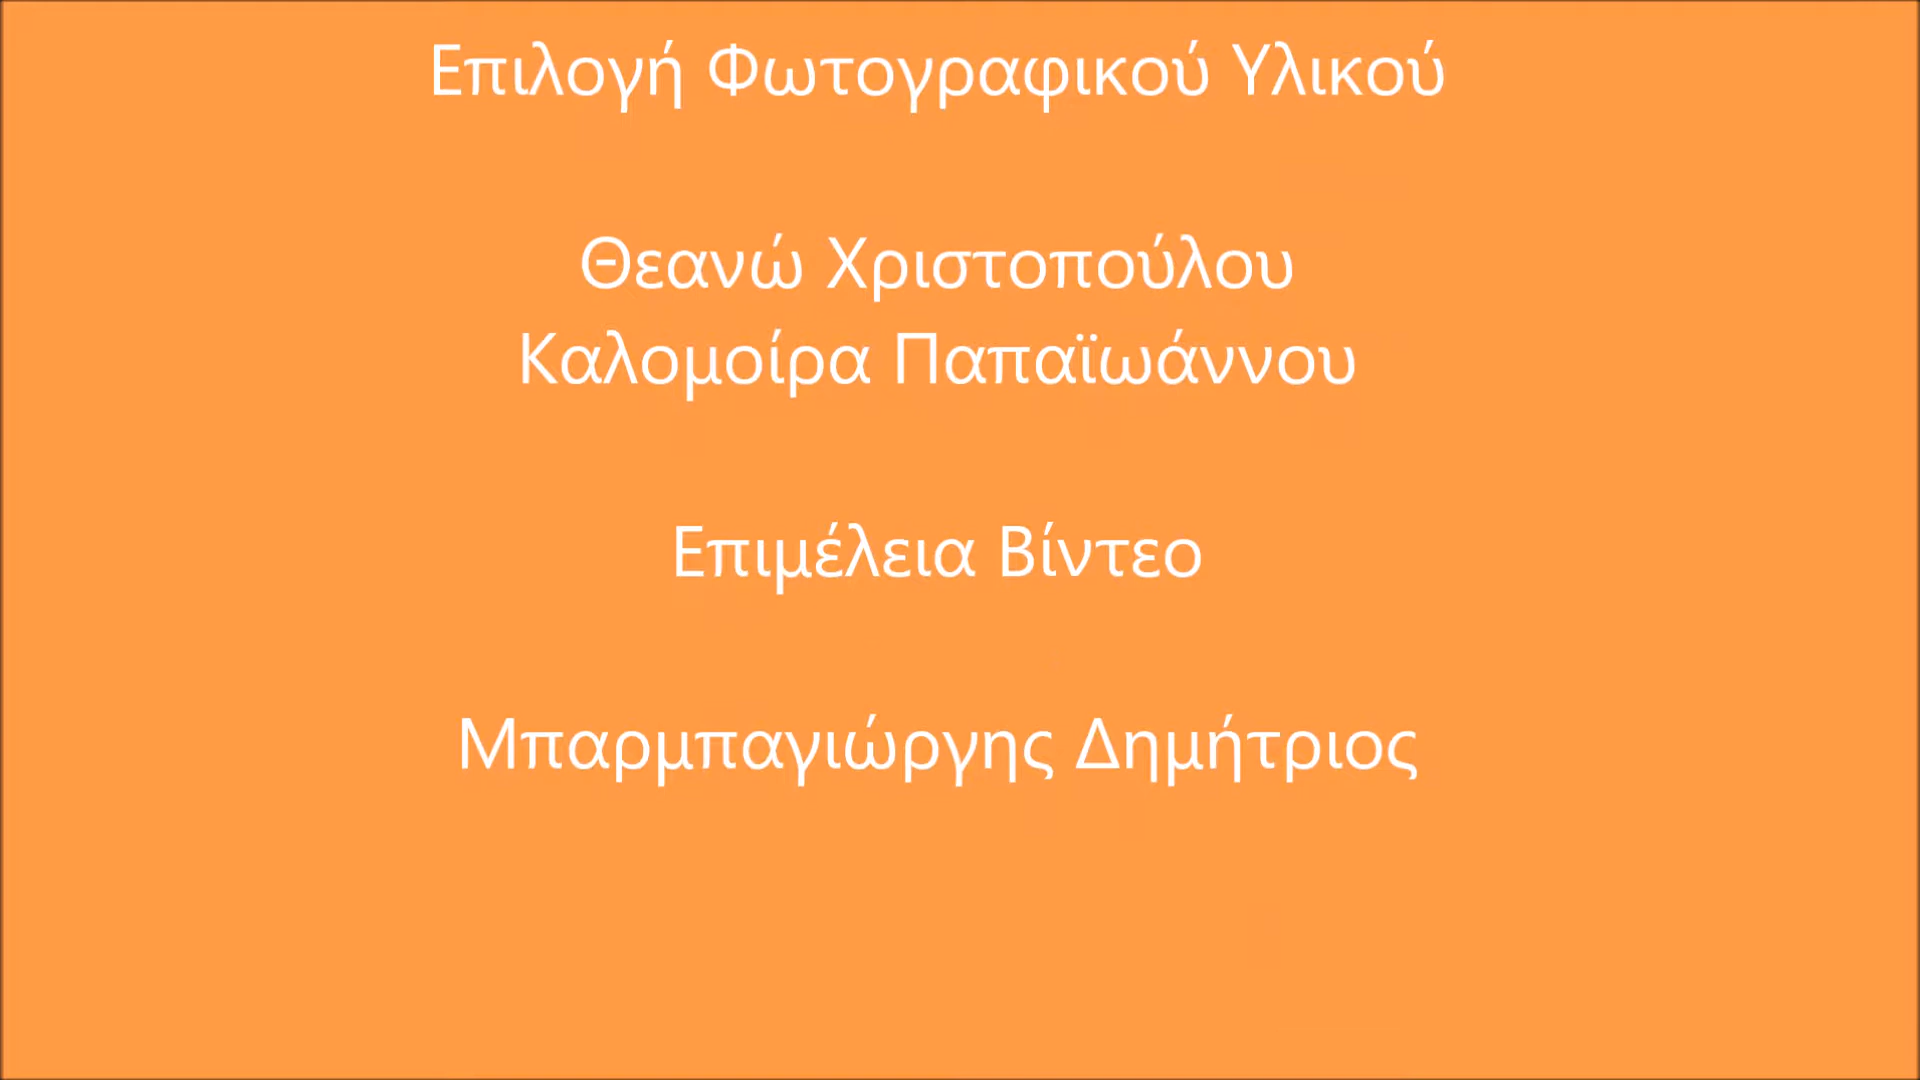 Επιλογή Φωτογραφικού Υλικού
Θεανώ Χριστοπούλου
Καλομοίρα Παπαϊωάννου
Επιμέλεια Βίντεο
Μπαρμπαγιώργης Δημήτριος